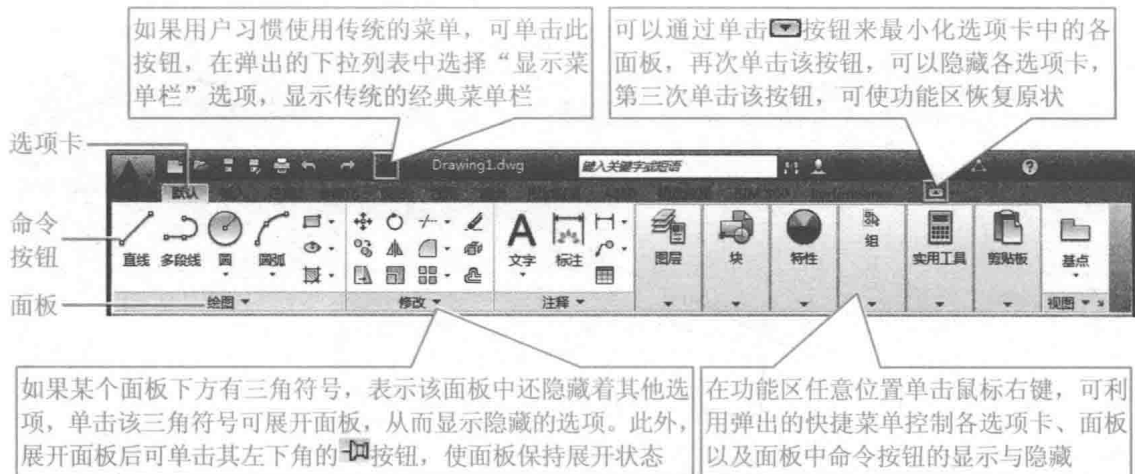 如果用户习惯使用传统的菜单，可单击此
按钮，在弹出的下拉列表中选择“显示菜
单栏”选项，显示传统的经典菜单栏
可以通过单击按钮来最小化选项卡中的各
面板，再次单击该按钮，可以隐藏各选项卡，
第三次单击该按钮，可使功能区恢复原状
选项卡
Drawing1.dwg
键入关键字或短语
默认
命令
按钮
直线 多段线 圆 圆弧
文字 标注
图层
块
特性
组
实用工具
剪贴板
基点
面板
绘图
修改
注释
视图
如果某个面板下方有三角符号，表示该面板中还隐藏着其他选
项，单击该三角符号可展开面板，从而显示隐藏的选项。此外，
展开面板后可单击其左下角的按钮，使面板保持展开状态
在功能区任意位置单击鼠标右键，可利
用弹出的快捷菜单控制各选项卡、面板
以及面板中命令按钮的显示与隐藏